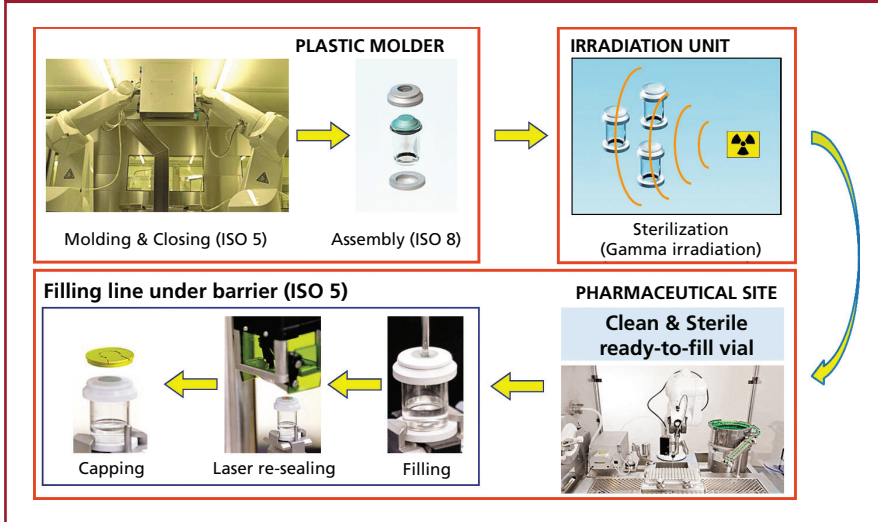 PLASTIC MOLDER
Molding & Closing (ISO 5)
Assembly (ISO 8)
IRRADIATION UNIT
Sterilization
(Gamma irradiation)
PHARMACEUTICAL SITE
Clean & Sterile
ready-to-fill vial
Filling line under barrier (ISO 5)
Filling
Laser re-sealing
Capping